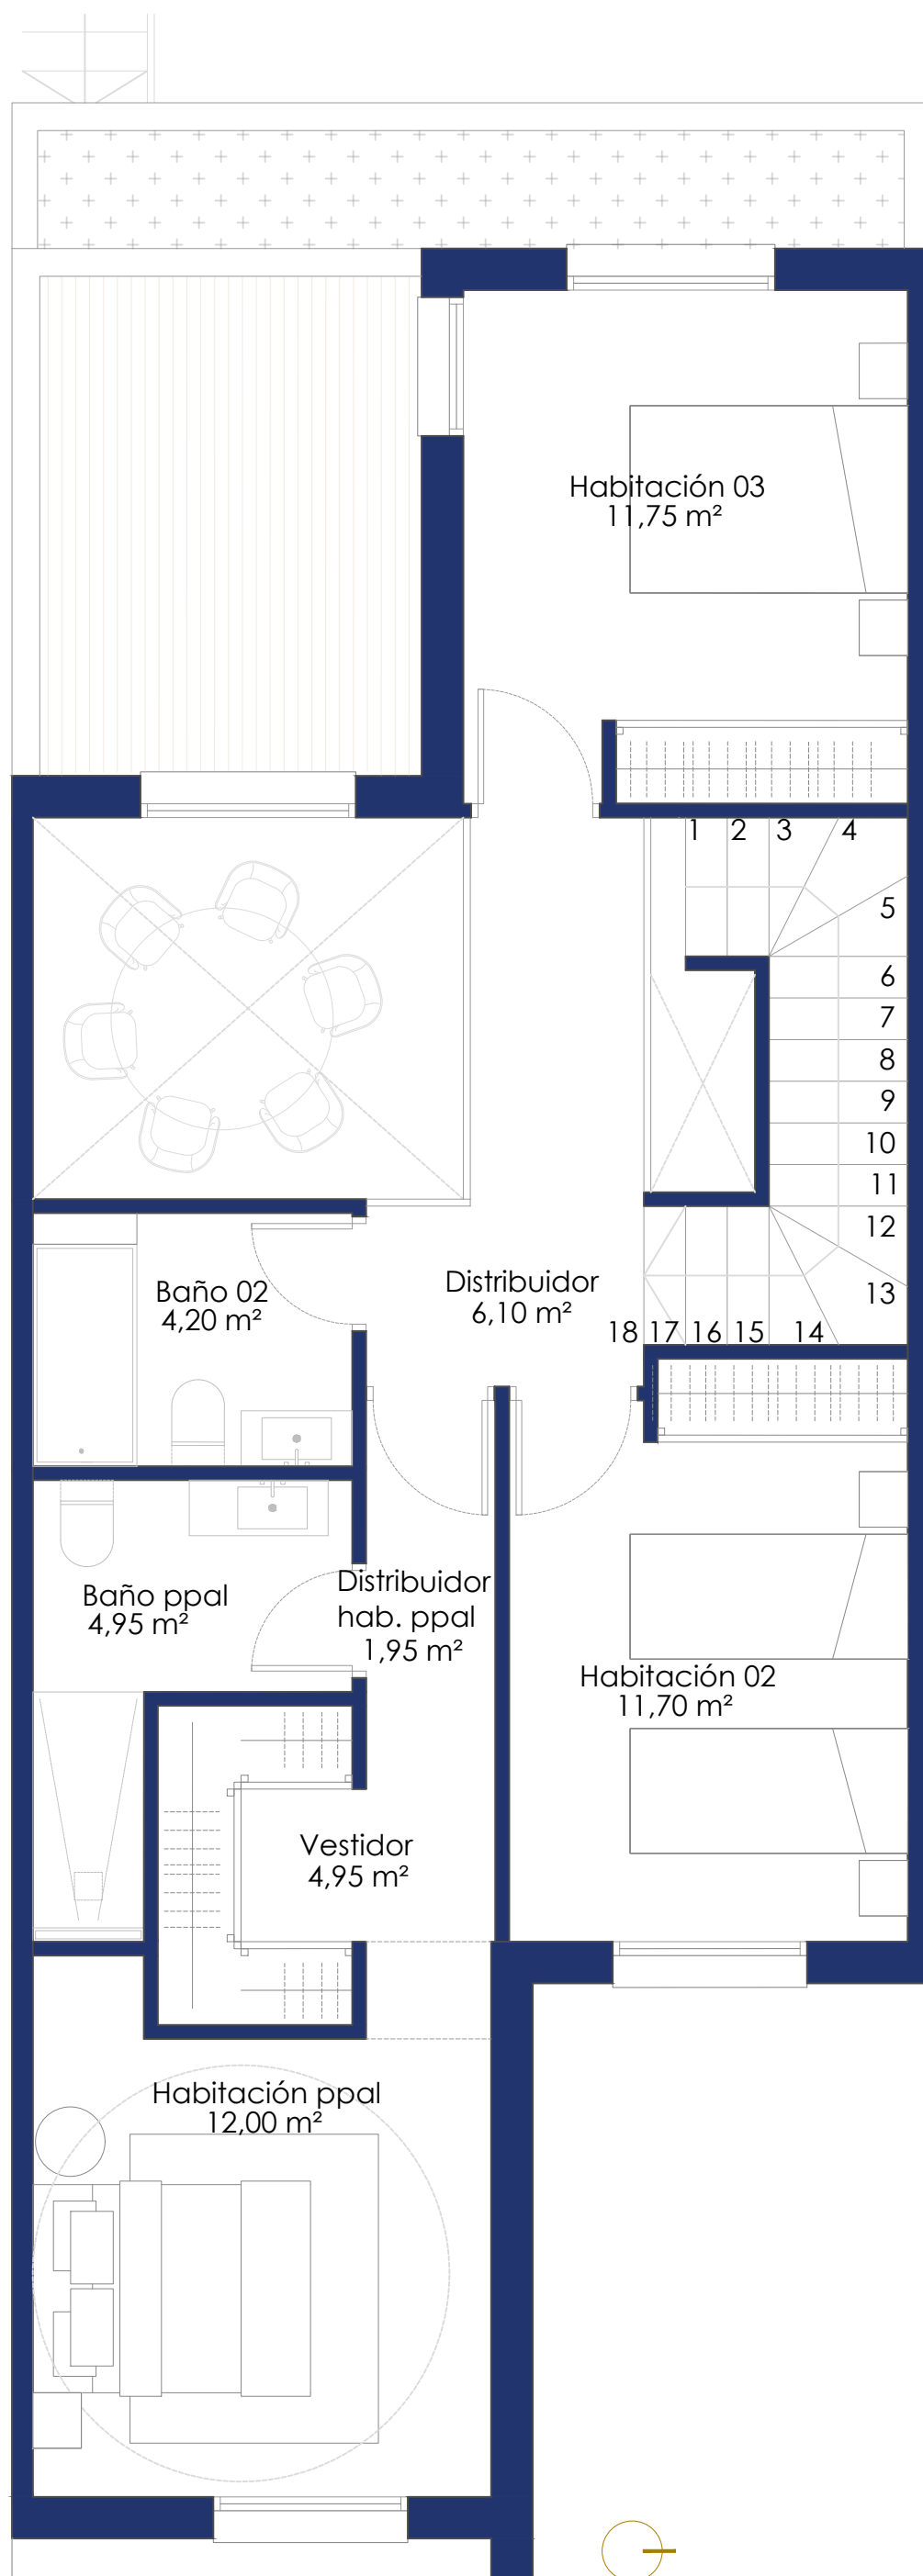 Habitación 03
11,75 m²
1 2 3 4
5
6
7
8
9
10
11
12
13
18 17 16 15 14
Baño 02
4,20 m²
Distribuidor
6,10 m²
Baño ppal
4,95 m²
Distribuidor
hab. ppal
1,95 m²
Habitación 02
11,70 m²
Vestidor
4,95 m²
Habitación ppal
12,00 m²